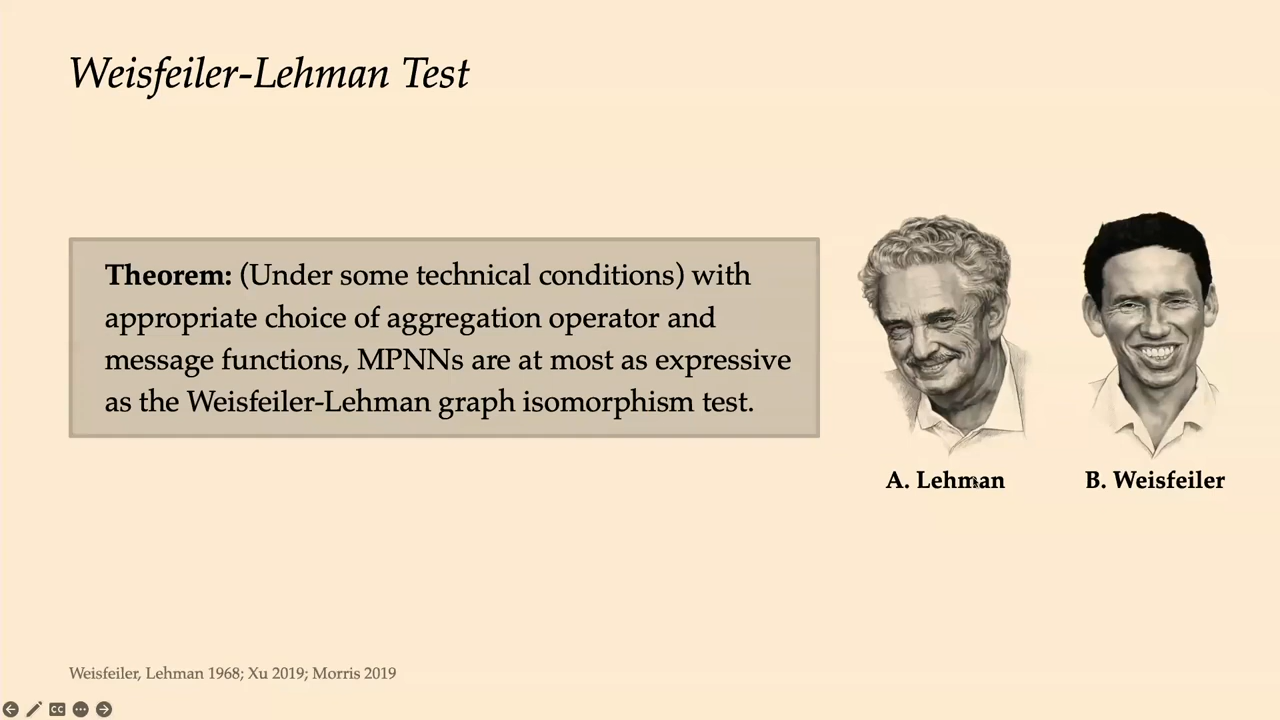 Weisfeiler-Lehman Test
Theorem: (Under some technical conditions) with
appropriate choice of aggregation operator and
message functions, MPNNs are at most as expressive
as the Weisfeiler-Lehman graph isomorphism test.
A. Lehman
B. Weisfeiler
Weisfeiler, Lehman 1968; Xu 2019; Morris 2019
CC